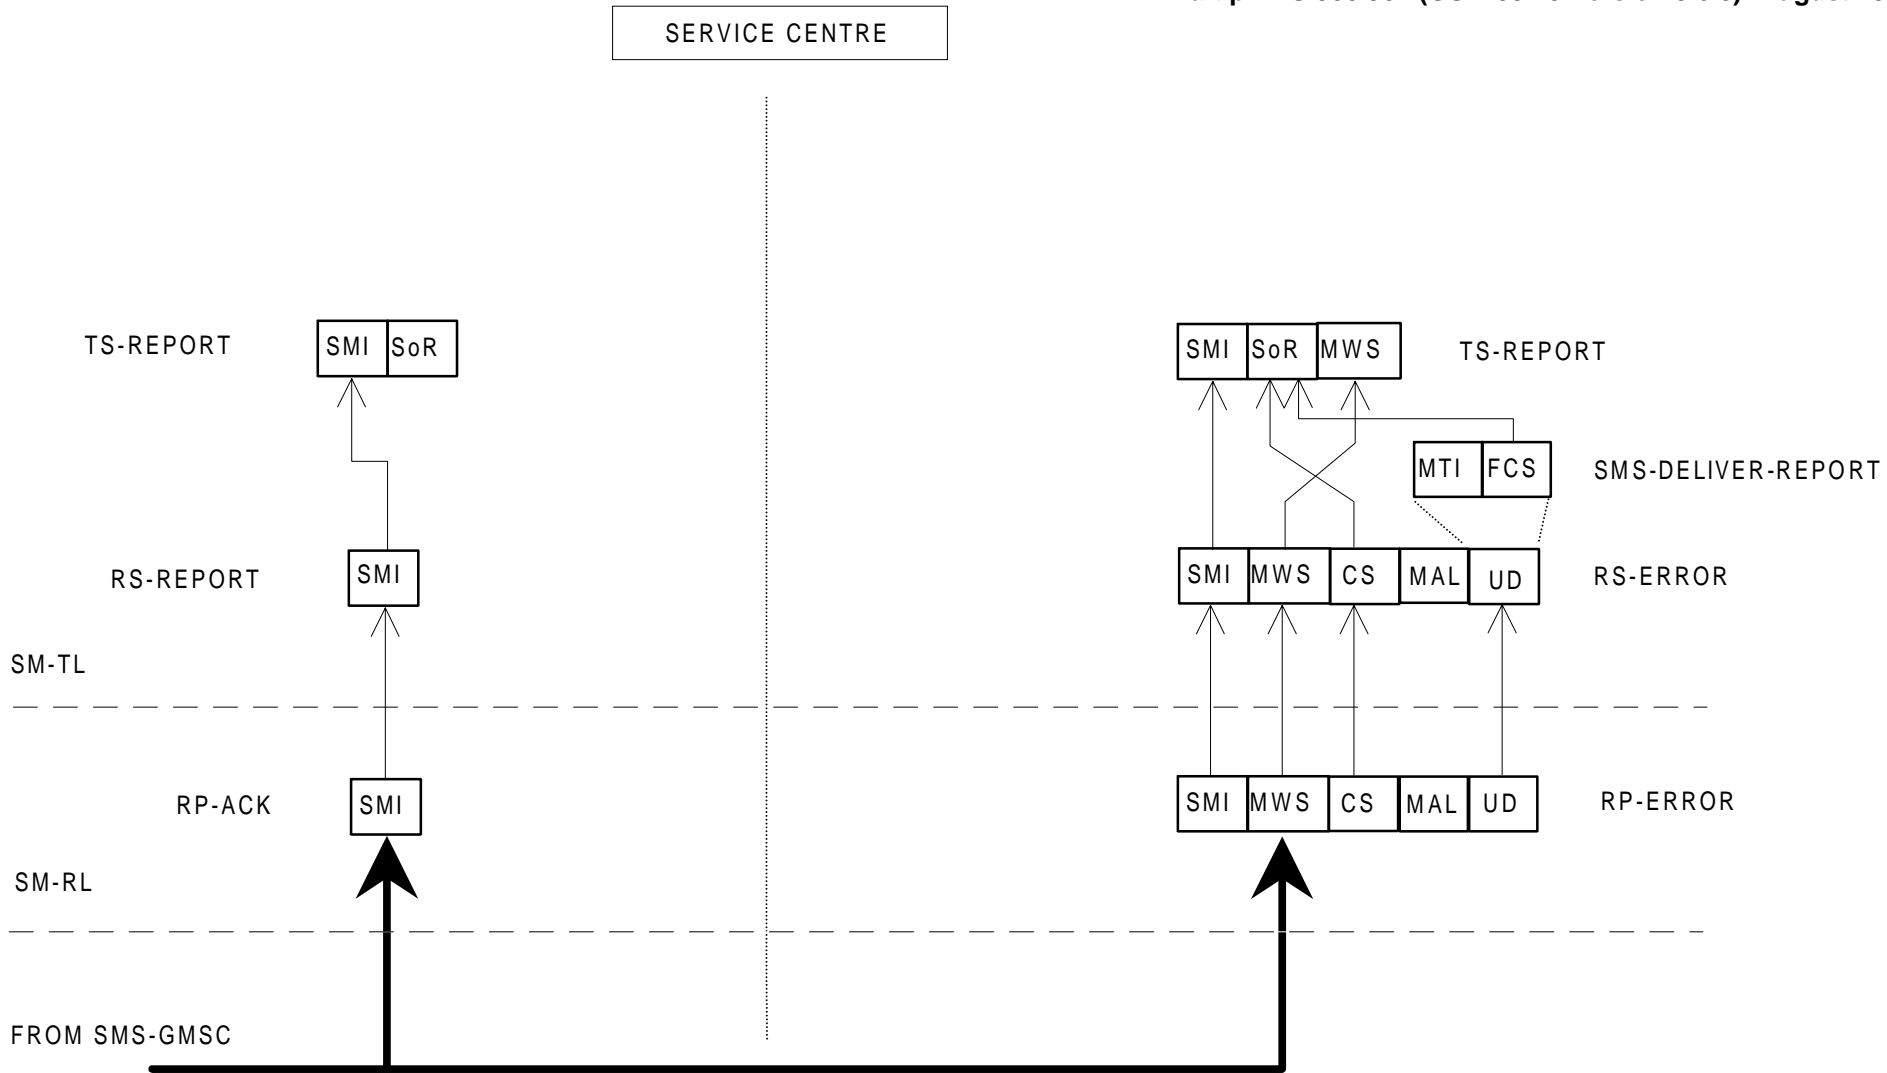 SERVICE CENTRE
TS-REPORT
SMI SoR
SMI SoR MWS
TS-REPORT
MTI FCS
SMS-DELIVER-REPORT
RS-REPORT
SMI
SMI MWS CS MAL UD
RS-ERROR
SM-TL
RP-ACK
SMI
SMI MWS CS MAL UD
RP-ERROR
SM-RL
FROM SMS-GMSC